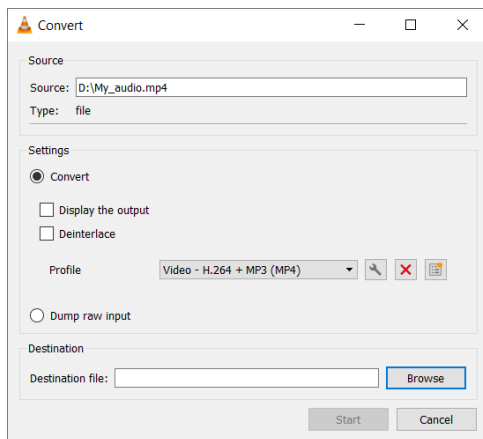 Convert
Source
Source: D:\My_audio.mp4
Type: file
Settings
Convert
Display the output
Deinterlace
Profile Video - H.264 + MP3 (MP4)
Dump raw input
Destination
Destination file: Browse
Start Cancel